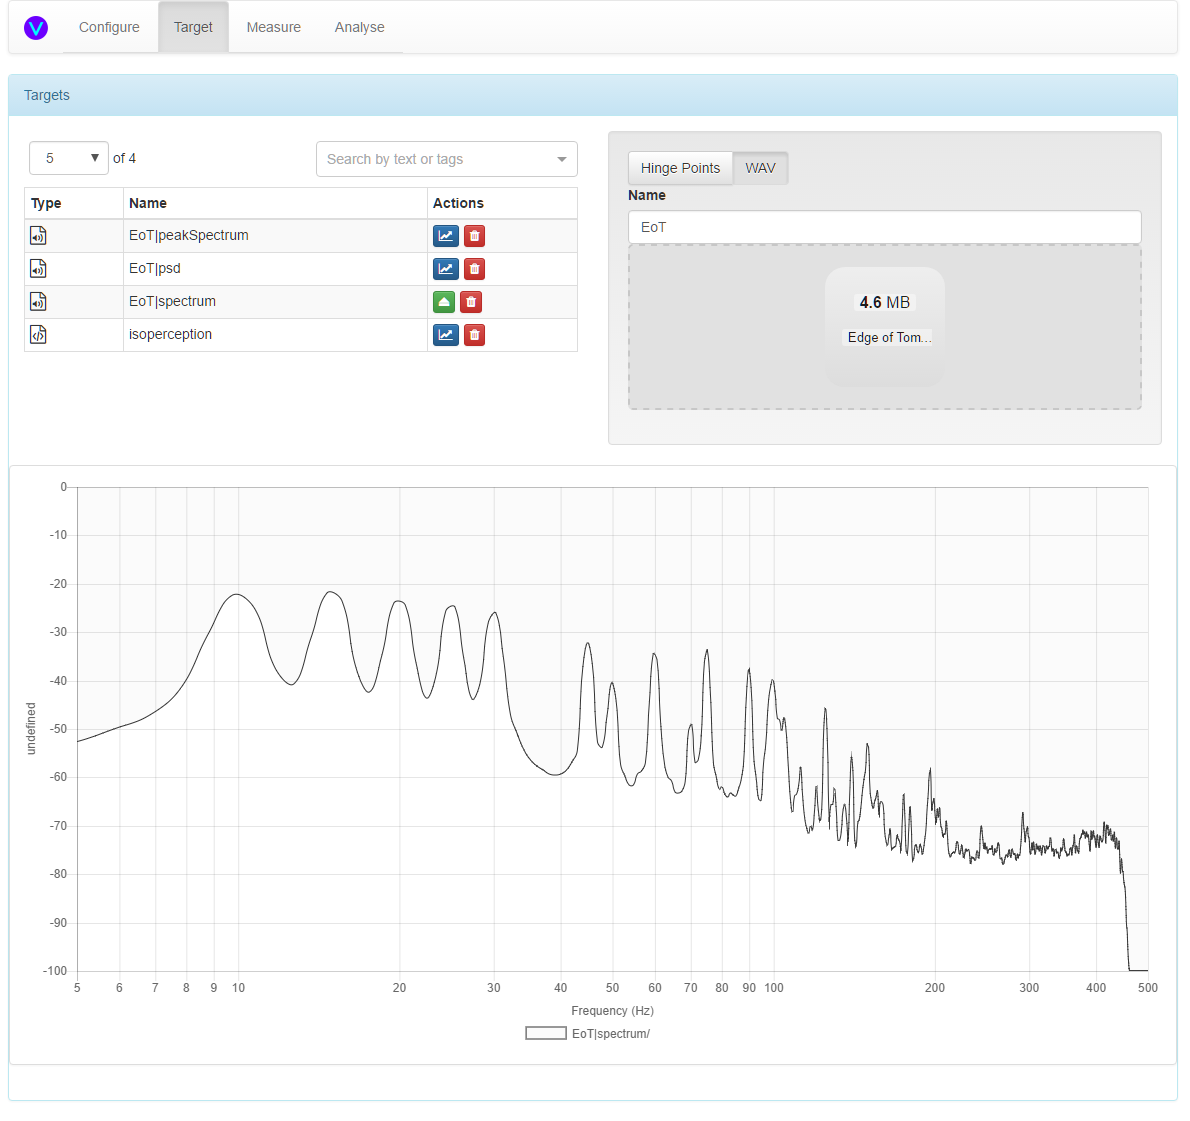 V Configure Target Measure Analyse
Targets
5 of 4
Search by text or tags
Type Name Actions
EoT|peakSpectrum
EoT|psd
EoT|spectrum
isoperception
Hinge Points WAV
Name
EoT
4.6 MB
Edge of Tom...
0
-10
-20
-30
-40
-50
-60
-70
-80
-90
-100
undefined
5 6 7 8 9 10 20 30 40 50 60 70 80 90 100 200 300 400 500
Frequency (Hz)
EoT|spectrum/